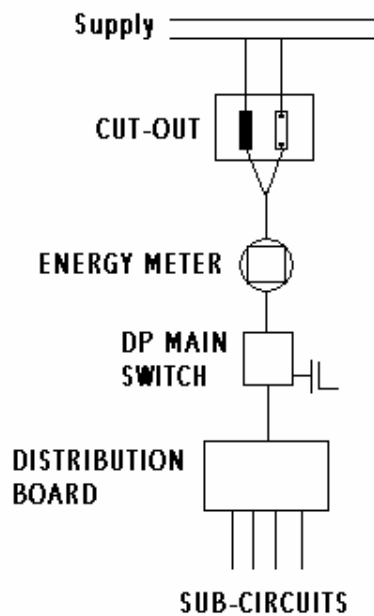 Supply
CUT-OUT
ENERGY METER
DP MAIN
SWITCH
DISTRIBUTION
BOARD
SUB-CIRCUITS